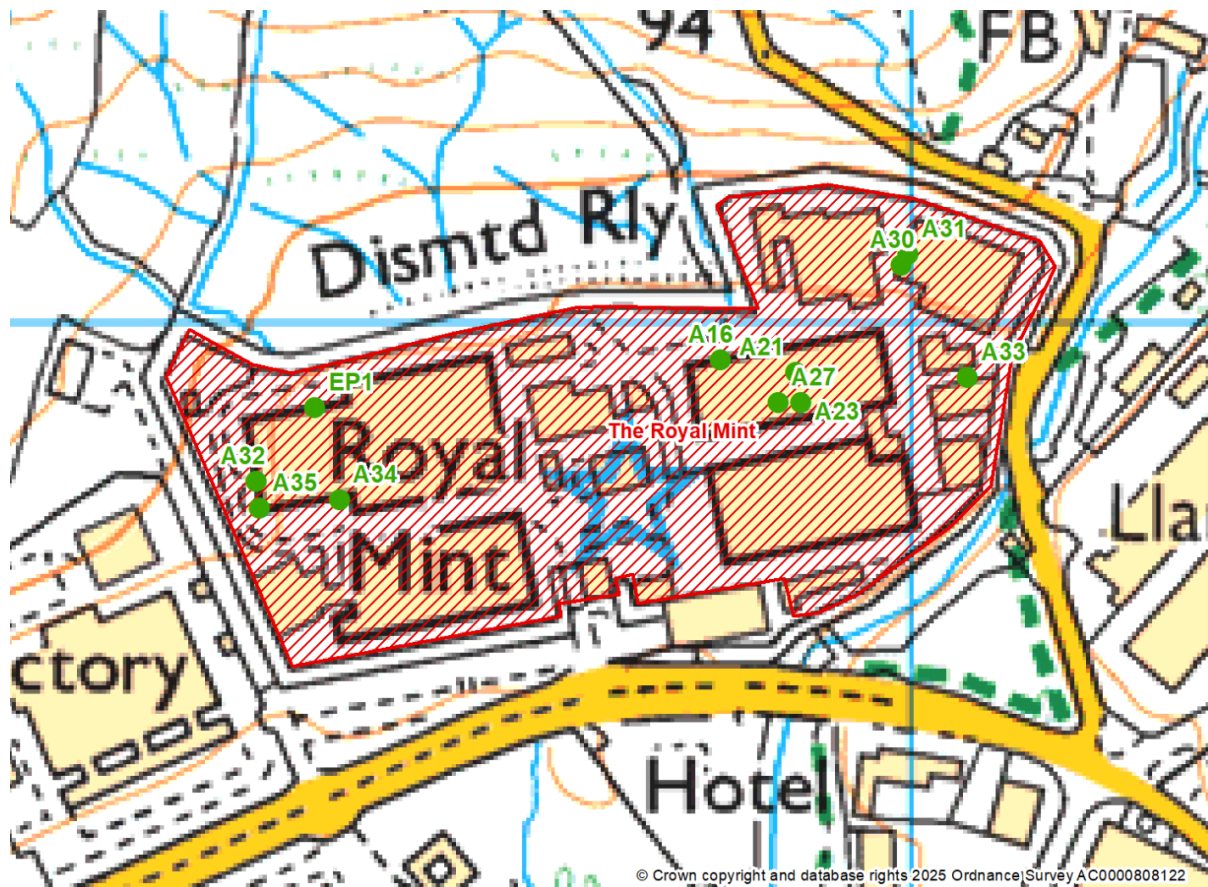 94
FB
Dismtd Rly
A31
A30
A16
A21
A33
EP1
A27
A23
The Royal Mint
Royal
A32
A35
A34
Mint
Lla
ctory
Hotel
© Crown copyright and database rights 2025 Ordnance Survey AC0000808122